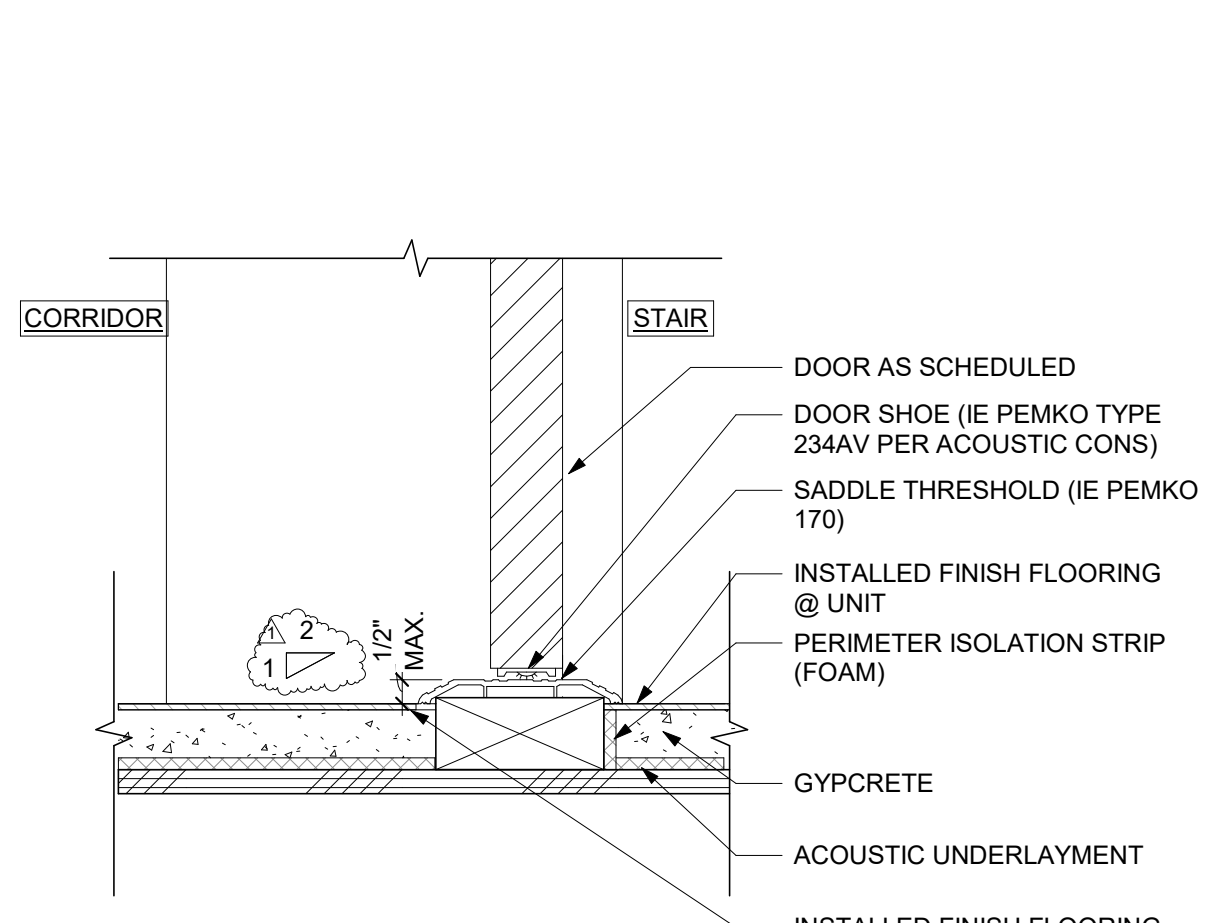 CORRIDOR
STAIR
DOOR AS SCHEDULED
DOOR SHOE (IE PEMKO TYPE
234AV PER ACOUSTIC CONS)
SADDLE THRESHOLD (IE PEMKO
170)
INSTALLED FINISH FLOORING
@ UNIT
PERIMETER ISOLATION STRIP
(FOAM)
1
2
1
1/2"
MAX.
GYPCRETE
ACOUSTIC UNDERLAYMENT
INSTALLED FINISH FLOORING